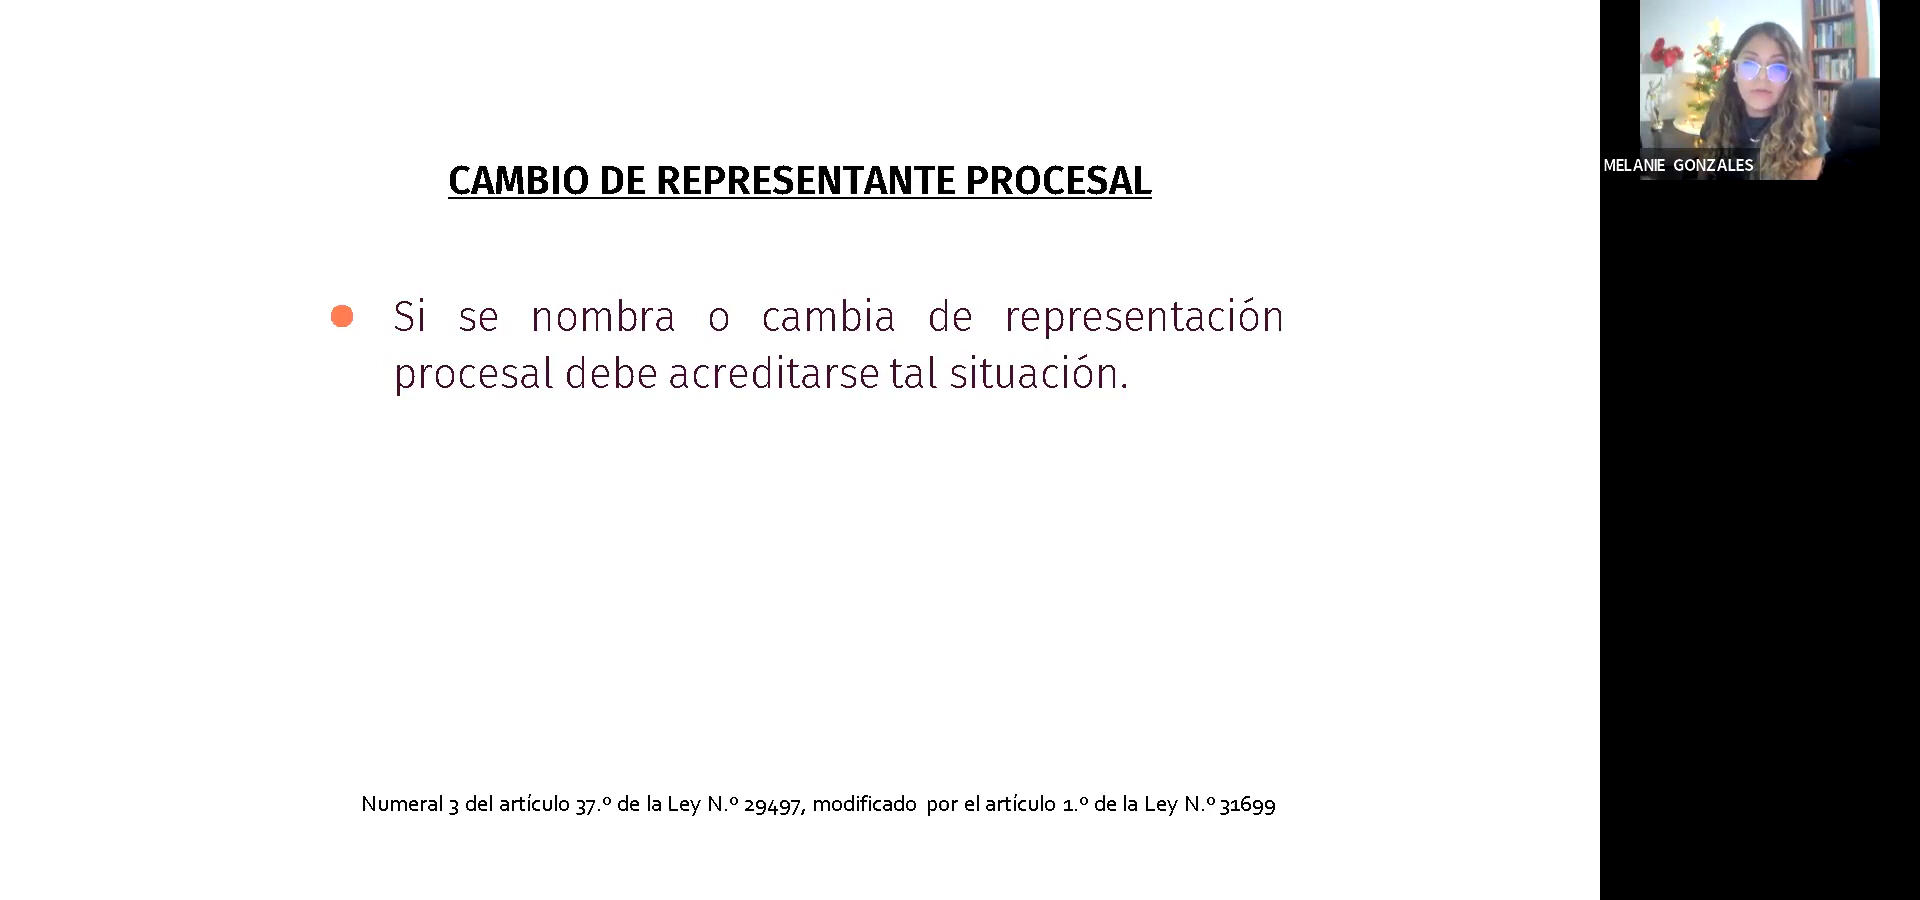 CAMBIO DE REPRESENTANTE PROCESAL
Si se nombra o cambia de representación
procesal debe acreditarse tal situación.
Numeral 3 del artículo 37.º de la Ley N.º 29497, modificado por el artículo 1.º de la Ley N.º 31699
MELANIE GONZALES